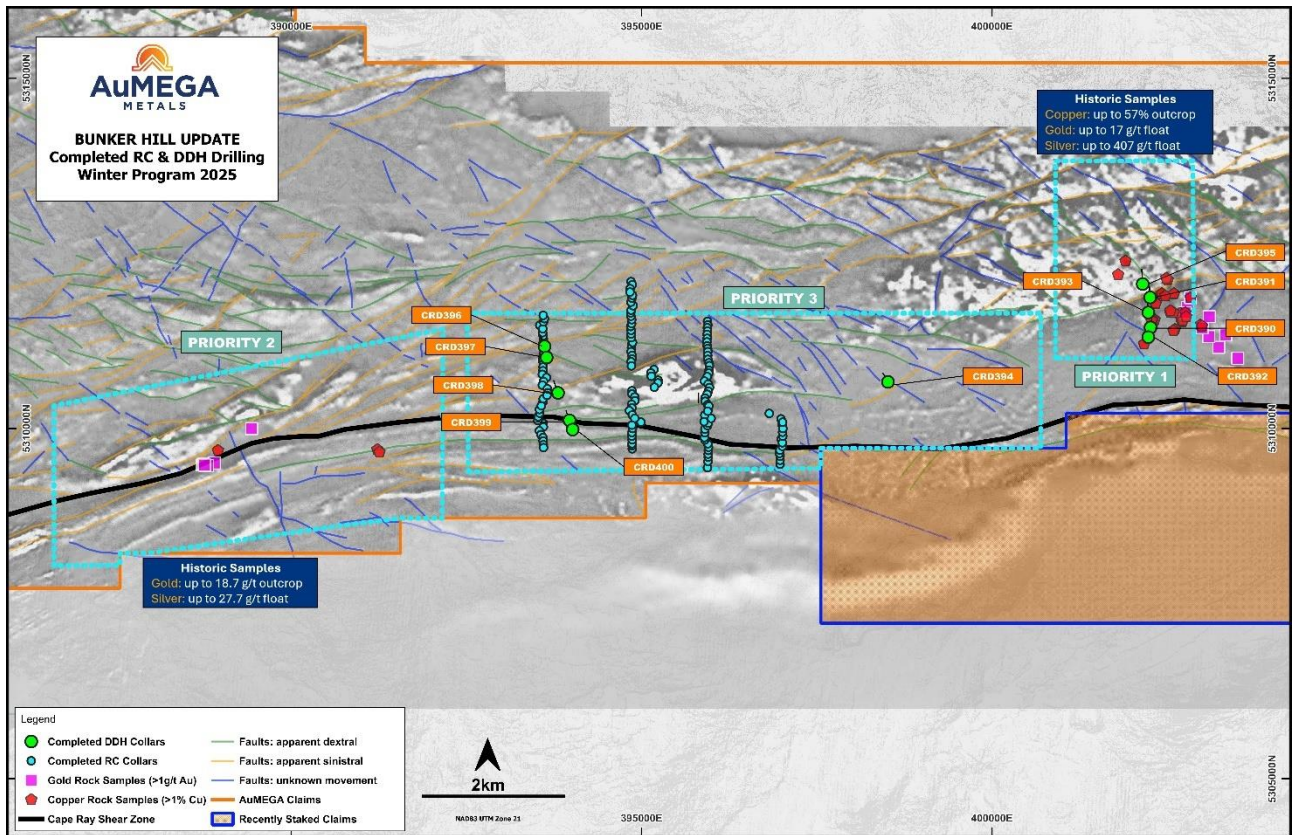 390000E
395000E
400000E
5315000N
5315000N
AuMEGA
METALS
BUNKER HILL UPDATE
Completed RC & DDH Drilling
Winter Program 2025
Historic Samples
Copper: up to 57% outcrop
Gold: up to 17 g/t float
Silver: up to 407 g/t float
CRD395
CRD393
CRD391
PRIORITY 3
CRD396
CRD390
PRIORITY 2
CRD397
CRD394
PRIORITY 1
CRD392
CRD398
5310000N
CRD399
5310000N
CRD400
Historic Samples
Gold: up to 18.7 g/t outcrop
Silver: up to 27.7 g/t float
Legend
Completed DDH Collars
Completed RC Collars
Gold Rock Samples (>1g/t Au)
Copper Rock Samples (>1% Cu)
Cape Ray Shear Zone
Faults: apparent dextral
Faults: apparent sinistral
Faults: unknown movement
AuMEGA Claims
Recently Staked Claims
2km
NAD83 UTM Zone 21
5305000N
395000E
400000E